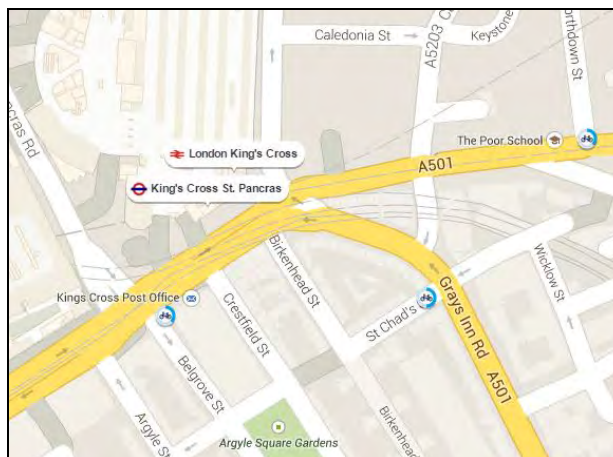 Caledonia St
Keystone
A5203
orthdown St
ancras Rd
London King's Cross
The Poor School
A501
King's Cross St. Pancras
Birkenhead St
Wicklow St
Kings Cross Post Office
Crestfield St
St Chad's
Grays Inn Rd
A501
Belgrove St
Argyle St
Birkenhead
Argyle Square Gardens